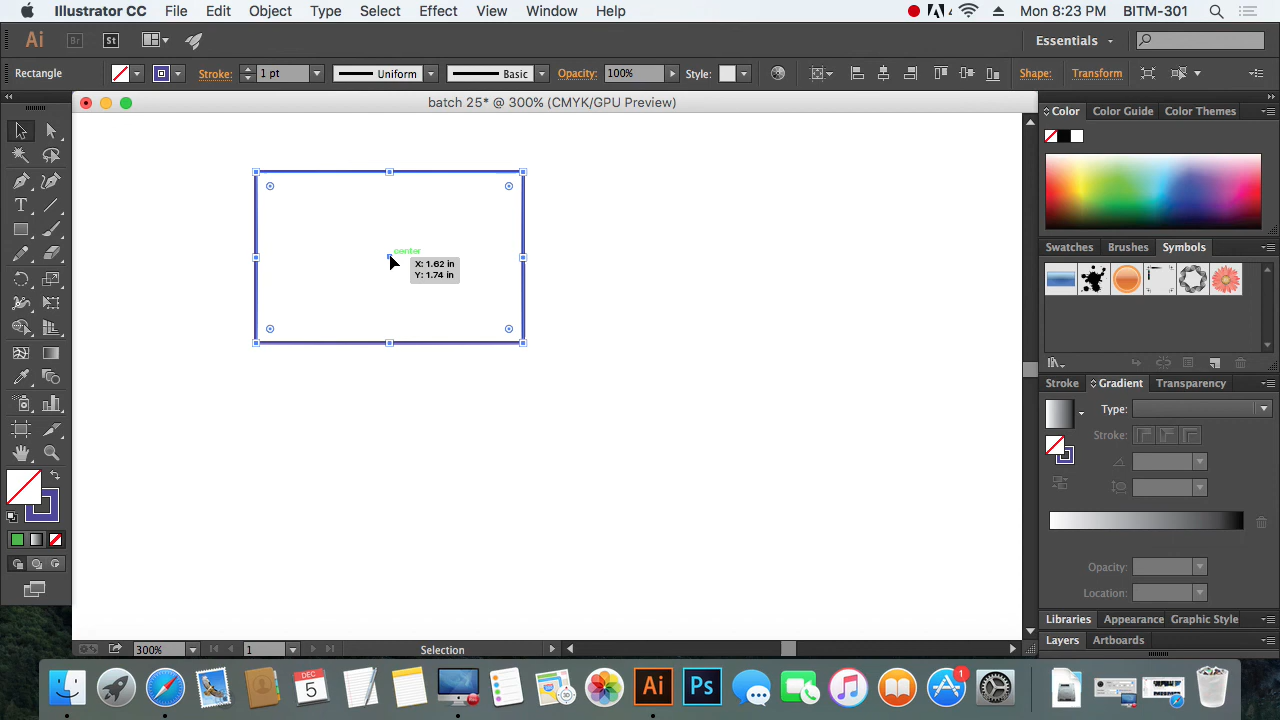 Illustrator CC File Edit Object Type Select Effect View Window Help 4 Mon 8:23 PM BITM-301
Ai Br St Essentials
Rectangle Stroke: 1 pt Uniform Basic Opacity: 100% Style: Shape: Transform
batch 25* @ 300% (CMYK/GPU Preview)
Color Color Guide Color Themes
Swatches Brushes Symbols
center
X: 1.62 in
Y: 1.74 in
Stroke Gradient Transparency
Type:
Stroke:
Opacity:
Location:
Libraries Appearance Graphic Style
Layers Artboards
300% 1 Selection
DEC
5
Ai Ps 1